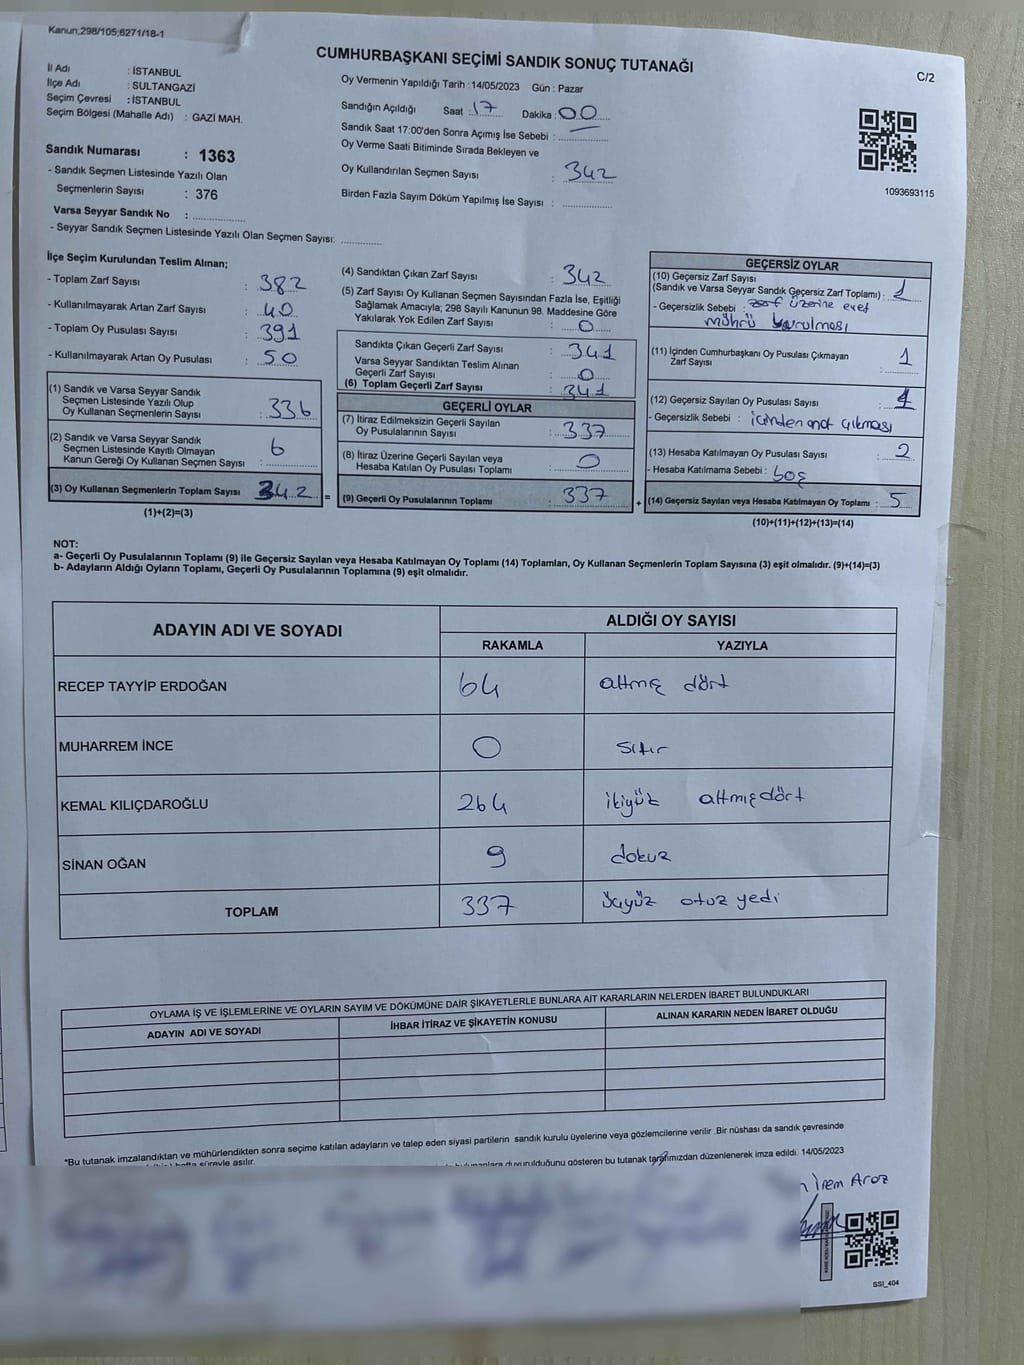 Kanun;298/105;6271/18-1
CUMHURBAŞKANI SEÇİMİ SANDIK SONUÇ TUTANAĞI
C/2
İl Adı : İSTANBUL
İlçe Adı : SULTANGAZİ
Seçim Çevresi : İSTANBUL
Seçim Bölgesi (Mahalle Adı) : GAZİ MAH.
Oy Vermenin Yapıldığı Tarih : 14/05/2023 Gün : Pazar
Sandığın Açıldığı Saat 17 Dakika : 00
Sandık Saat 17:00'den Sonra Açımış İse Sebebi :
Oy Verme Saati Bitiminde Sırada Bekleyen ve
Oy Kullandırılan Seçmen Sayısı : 342
Birden Fazla Sayım Döküm Yapılmış İse Sayısı :
1093693115
Sandık Numarası : 1363
- Sandık Seçmen Listesinde Yazılı Olan
Seçmenlerin Sayısı : 376
Varsa Seyyar Sandık No :
- Seyyar Sandık Seçmen Listesinde Yazılı Olan Seçmen Sayısı:
İlçe Seçim Kurulundan Teslim Alınan;
- Toplam Zarf Sayısı : 382
- Kullanılmayarak Artan Zarf Sayısı : 40
- Toplam Oy Pusulası Sayısı : 391
- Kullanılmayarak Artan Oy Pusulası : 50
(1) Sandık ve Varsa Seyyar Sandık
Seçmen Listesinde Yazılı Olup
Oy Kullanan Seçmenlerin Sayısı : 336
(2) Sandık ve Varsa Seyyar Sandık
Seçmen Listesinde Kayıtlı Olmayan
Kanun Gereği Oy Kullanan Seçmen Sayısı : 6
(3) Oy Kullanan Seçmenlerin Toplam Sayısı 342 =
(1)+(2)=(3)
(4) Sandıktan Çıkan Zarf Sayısı : 342
(5) Zarf Sayısı Oy Kullanan Seçmen Sayısından Fazla İse, Eşitliği
Sağlamak Amacıyla; 298 Sayılı Kanunun 98. Maddesine Göre
Yakılarak Yok Edilen Zarf Sayısı : 0
Sandıkta Çıkan Geçerli Zarf Sayısı : 341
Varsa Seyyar Sandıktan Teslim Alınan
Geçerli Zarf Sayısı : 0
(6) Toplam Geçerli Zarf Sayısı : 341
GEÇERLİ OYLAR
(7) İtiraz Edilmeksizin Geçerli Sayılan
Oy Pusulalarının Sayısı : 337
(8) İtiraz Üzerine Geçerli Sayılan veya
Hesaba Katılan Oy Pusulası Toplamı : 0
(9) Geçerli Oy Pusulalarının Toplamı : 337 +
GEÇERSİZ OYLAR
(10) Geçersiz Zarf Sayısı
(Sandık ve Varsa Seyyar Sandık Geçersiz Zarf Toplamı) : 1
- Geçersizlik Sebebi : zarf üzerine evet
mührü vurulması
(11) İçinden Cumhurbaşkanı Oy Pusulası Çıkmayan
Zarf Sayısı : 1
(12) Geçersiz Sayılan Oy Pusulası Sayısı : 1
- Geçersizlik Sebebi : içinden not çıkması
(13) Hesaba Katılmayan Oy Pusulası Sayısı : 2
- Hesaba Katılmama Sebebi : boş
(14) Geçersiz Sayılan veya Hesaba Katılmayan Oy Toplamı : 5
(10)+(11)+(12)+(13)=(14)
NOT:
a- Geçerli Oy Pusulalarının Toplamı (9) ile Geçersiz Sayılan veya Hesaba Katılmayan Oy Toplamı (14) Toplamları, Oy Kullanan Seçmenlerin Toplam Sayısına (3) eşit olmalıdır. (9)+(14)=(3)
b- Adayların Aldığı Oyların Toplamı, Geçerli Oy Pusulalarının Toplamına (9) eşit olmalıdır.
ADAYIN ADI VE SOYADI
ALDIĞI OY SAYISI
RAKAMLA YAZIYLA
RECEP TAYYİP ERDOĞAN 64 altmış dört
MUHARREM İNCE 0 sıfır
KEMAL KILIÇDAROĞLU 264 ikiyüz altmışdört
SİNAN OĞAN 9 dokuz
TOPLAM 337 üçyüz otuz yedi
OYLAMA İŞ VE İŞLEMLERİNE VE OYLARIN SAYIM VE DÖKÜMÜNE DAİR ŞİKAYETLERLE BUNLARA AİT KARARLARIN NELERDEN İBARET BULUNDUKLARI
ADAYIN ADI VE SOYADI İHBAR İTİRAZ VE ŞİKAYETİN KONUSU ALINAN KARARIN NEDEN İBARET OLDUĞU
*Bu tutanak imzalandıktan ve mühürlendikten sonra seçime katılan adayların ve talep eden siyasi partilerin sandık kurulu üyelerine veya gözlemcilerine verilir .Bir nüshası da sandık çevresinde
hafta süreyle asılır. duyurulduğunu gösteren bu tutanak tarafımızdan düzenlenerek imza edildi. 14/05/2023
İrem
SSI_404